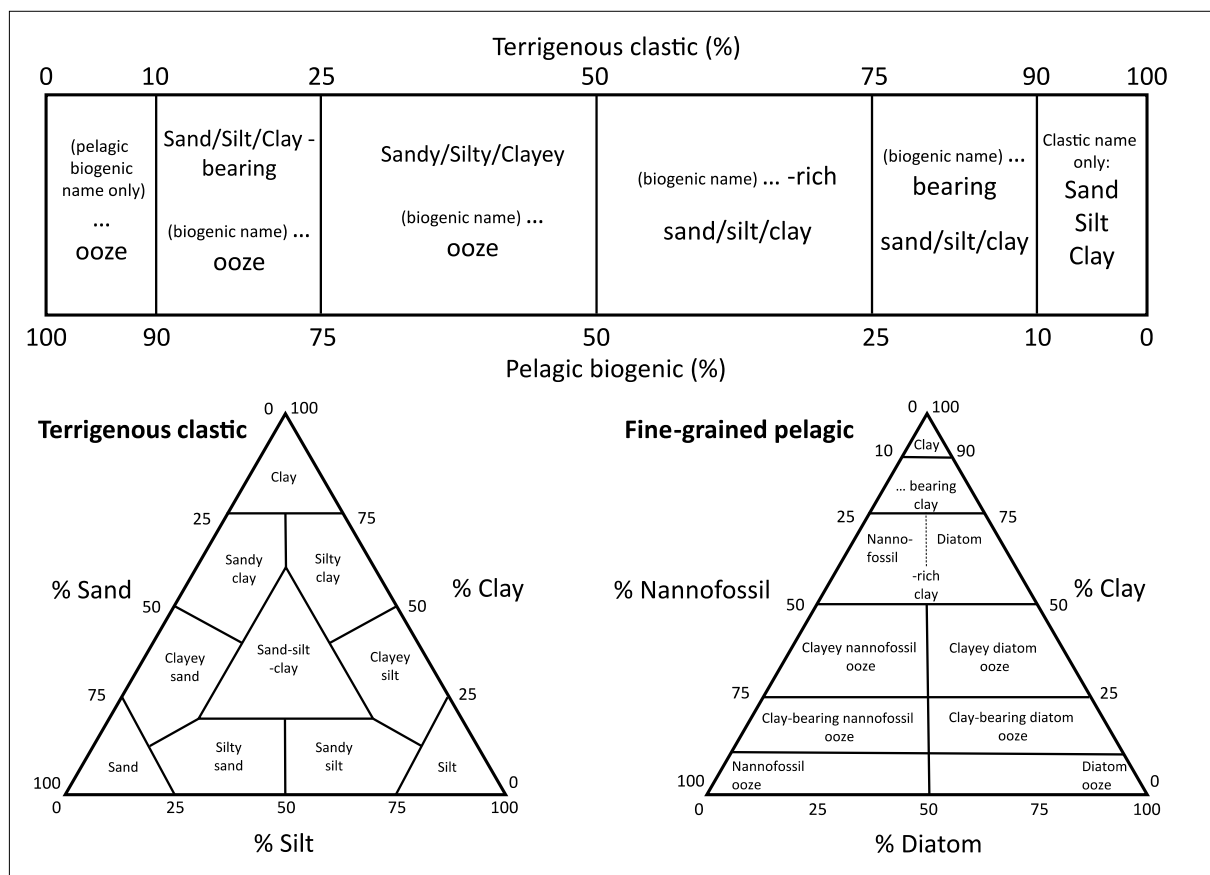 Terrigenous clastic (%)
0 10 25 50 75 90 100
(pelagic
biogenic
name only)
...
ooze
Sand/Silt/Clay -
bearing
(biogenic name) ...
ooze
Sandy/Silty/Clayey
(biogenic name) ...
ooze
(biogenic name) ... -rich
sand/silt/clay
(biogenic name) ...
bearing
sand/silt/clay
Clastic name
only:
Sand
Silt
Clay
100 90 75 50 25 10 0
Pelagic biogenic (%)
Terrigenous clastic
0 100
Clay
25 75
Sandy
clay
Silty
clay
% Sand % Clay
50 50
Clayey
sand
Sand-silt
-clay
Clayey
silt
75 25
Sand
Silty
sand
Sandy
silt
Silt
100 0
0 25 50 75 100
% Silt
Fine-grained pelagic
0 100
Clay
10 90
... bearing
clay
25 75
Nanno-
fossil
Diatom
-rich
clay
% Nannofossil % Clay
50 50
Clayey nannofossil
ooze
Clayey diatom
ooze
75 25
Clay-bearing nannofossil
ooze
Clay-bearing diatom
ooze
Nannofossil
ooze
Diatom
ooze
100 0
0 25 50 75 100
% Diatom